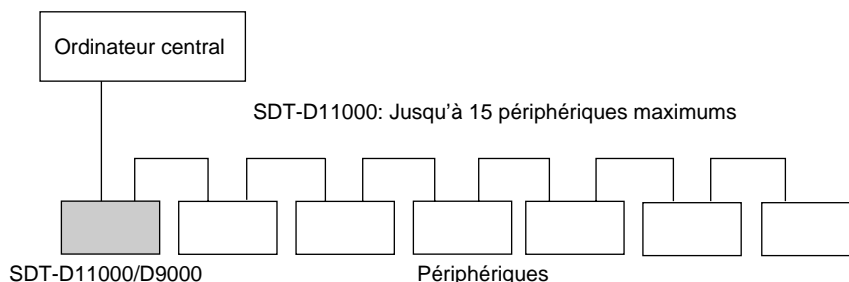 Ordinateur central
SDT-D11000: Jusqu'à 15 périphériques maximums
SDT-D11000/D9000
Périphériques